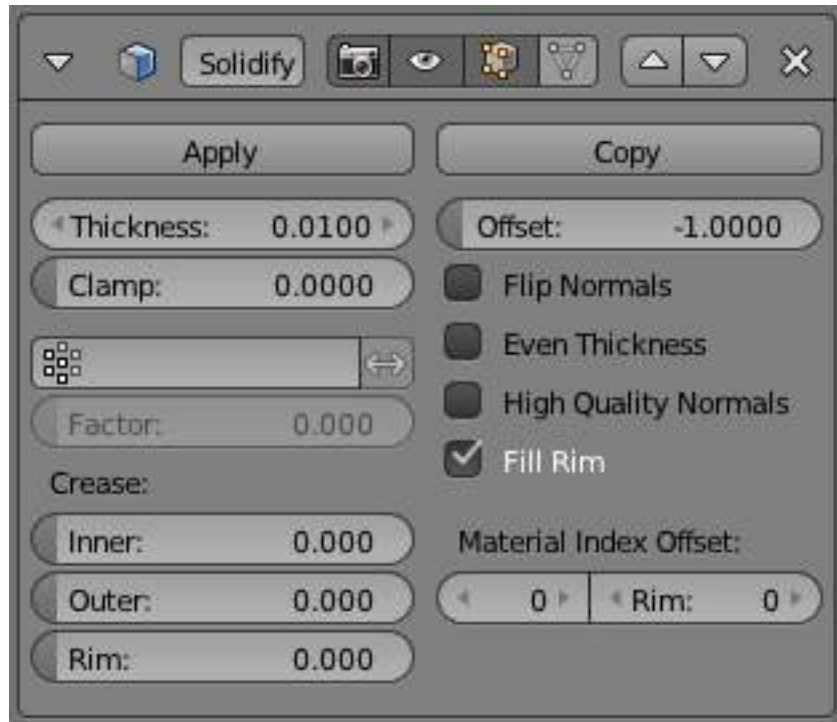 Solidify
Apply
Copy
Thickness: 0.0100
Offset: -1.0000
Clamp: 0.0000
Flip Normals
Even Thickness
High Quality Normals
Factor: 0.000
Fill Rim
Crease:
Inner: 0.000
Material Index Offset:
Outer: 0.000
0
Rim: 0
Rim: 0.000